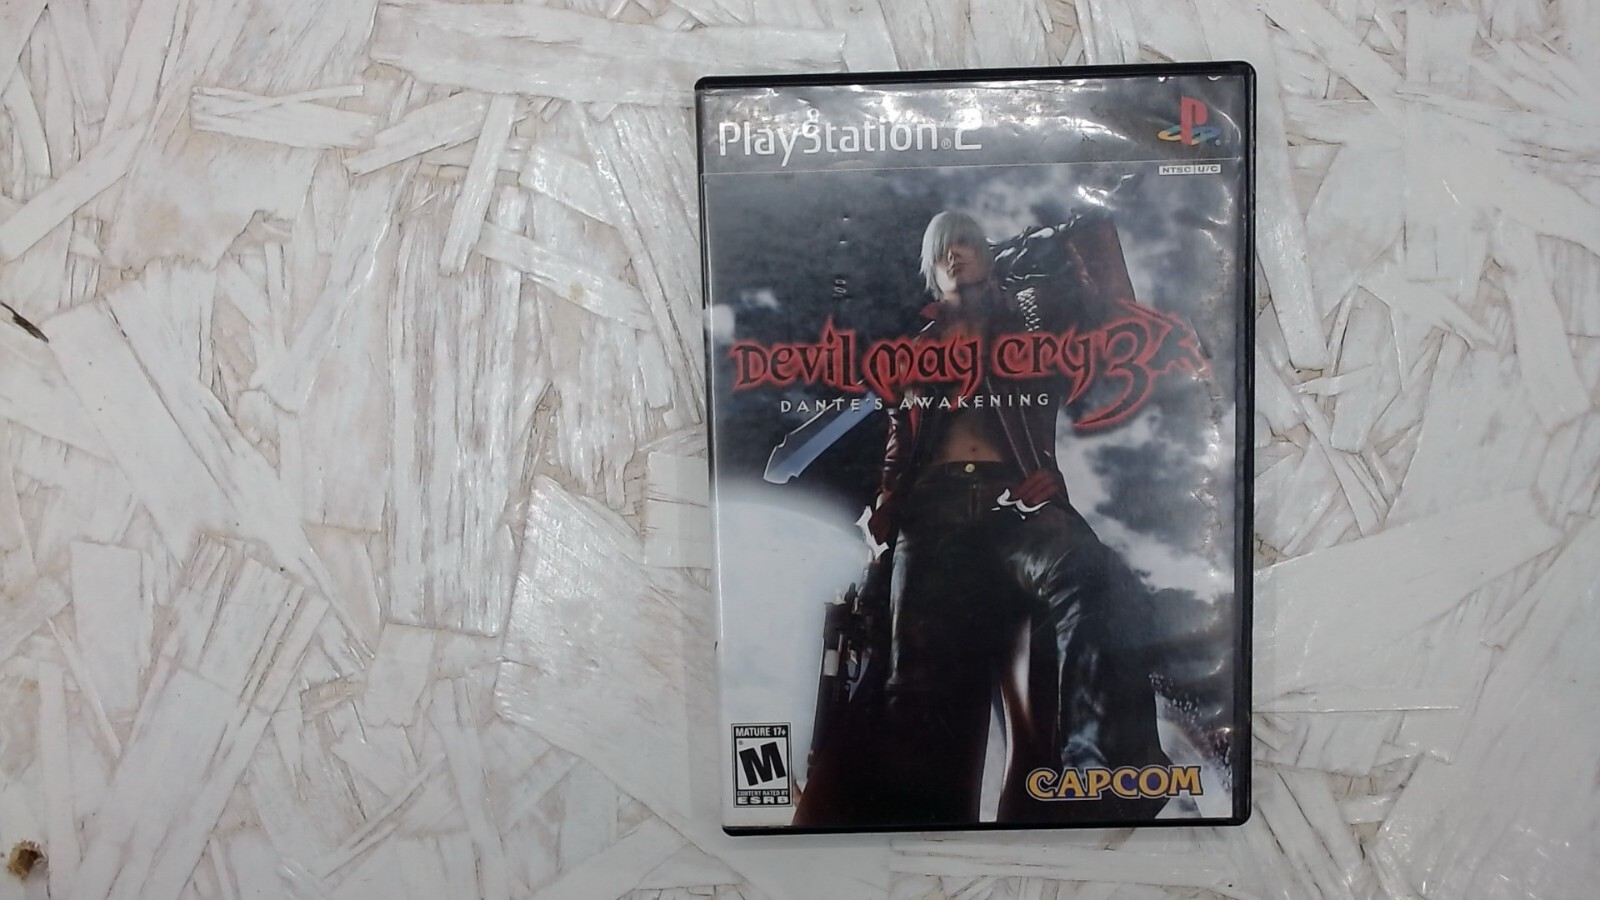 PlayStation®2
NTSC U/C
Devil may cry 3
DANTE'S AWAKENING
MATURE 17+
M
CONTENT RATED BY
ESRB
CAPCOM